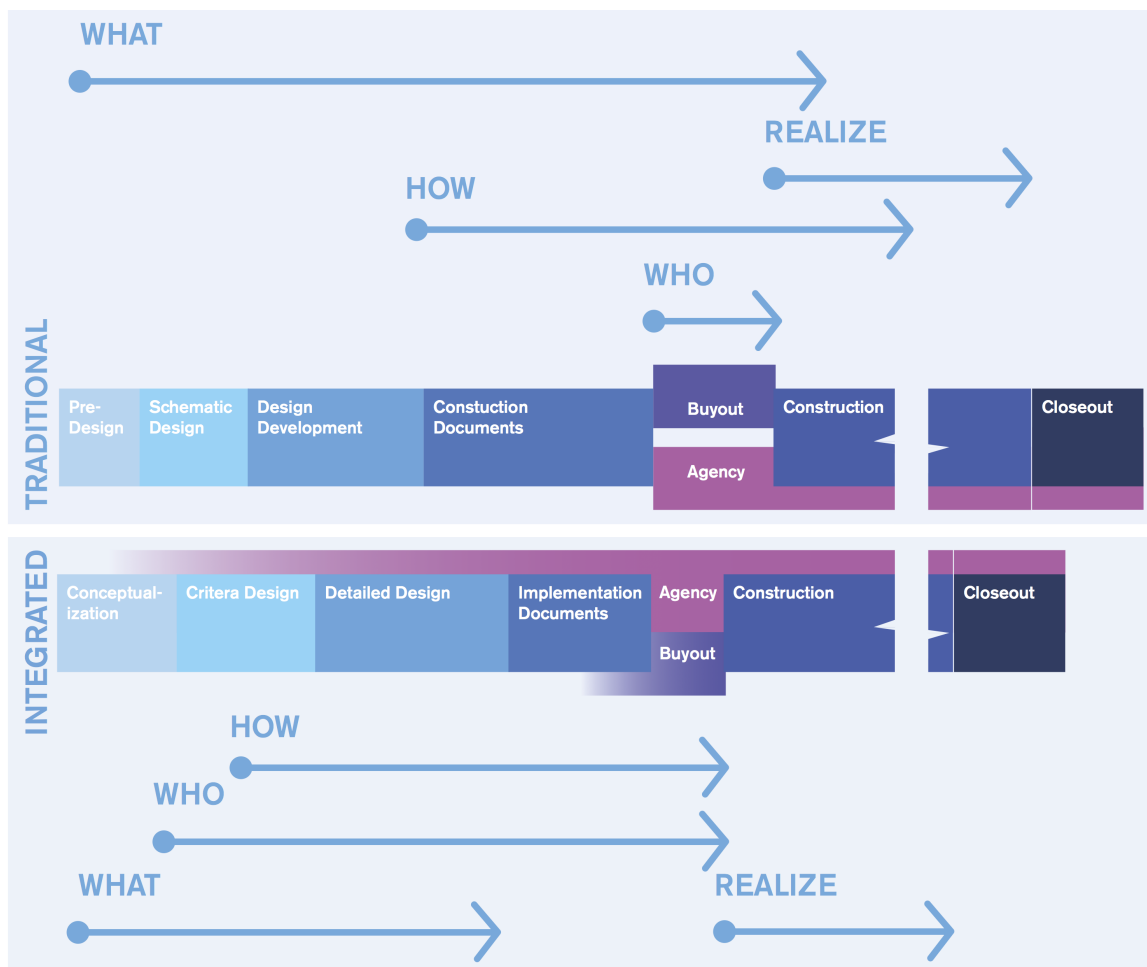 WHAT
REALIZE
HOW
WHO
TRADITIONAL
Pre-
Design
Schematic
Design
Design
Development
Constuction
Documents
Buyout
Agency
Construction
Closeout
INTEGRATED
Conceptual-
ization
Critera Design
Detailed Design
Implementation
Documents
Agency
Buyout
Construction
Closeout
HOW
WHO
WHAT
REALIZE